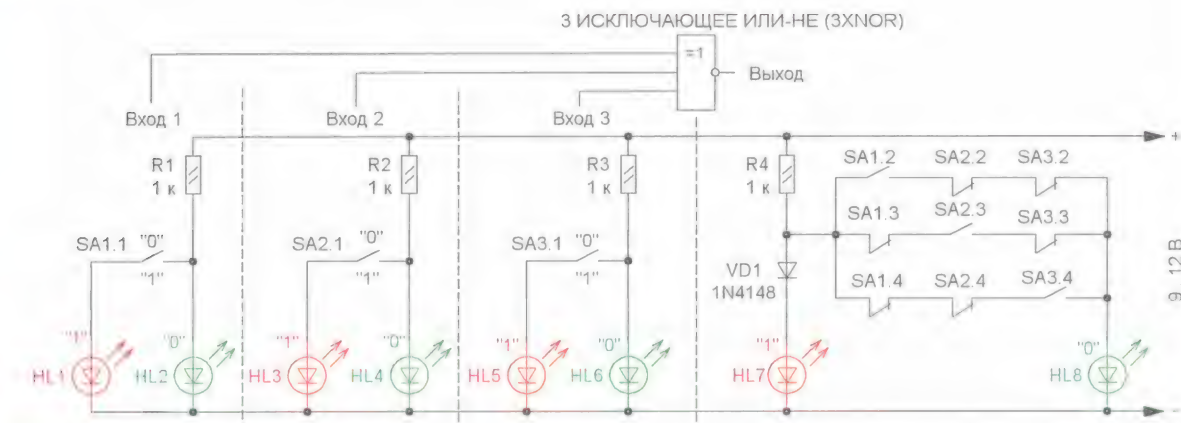 3 ИСКЛЮЧАЮЩЕЕ ИЛИ-НЕ (3XNOR)
=1
Выход
Вход 1
Вход 2
Вход 3
+
R1
1 к
R2
1 к
R3
1 к
R4
1 к
SA1.2
SA2.2
SA3.2
SA1.3
SA2.3
SA3.3
SA1.1
"0"
"1"
SA2.1
"0"
"1"
SA3.1
"0"
"1"
VD1
1N4148
SA1.4
SA2.4
SA3.4
9...12 В
"1"
HL1
"0"
HL2
"1"
HL3
"0"
HL4
"1"
HL5
"0"
HL6
"1"
HL7
"0"
HL8
-